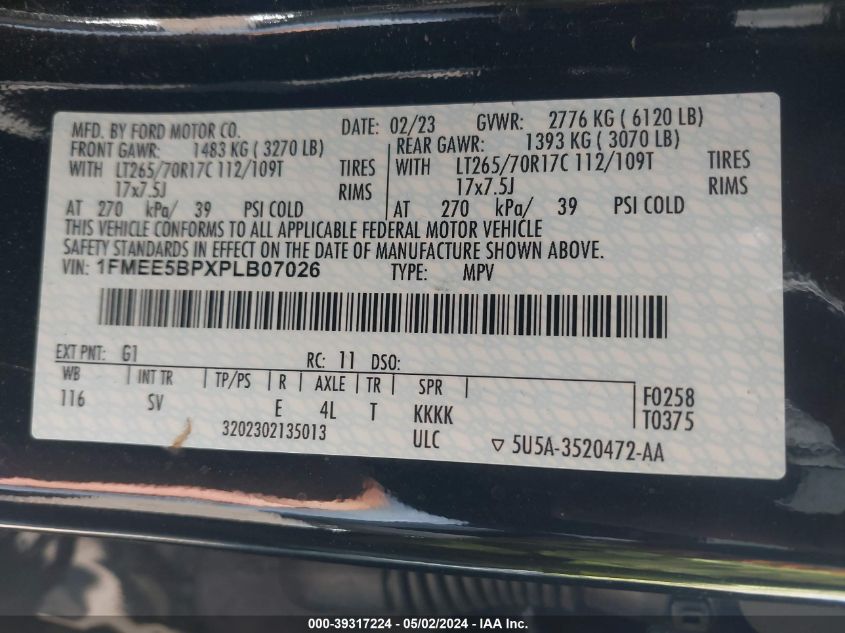 MFD. BY FORD MOTOR CO. DATE: 02/23 GVWR: 2776 KG ( 6120 LB)
FRONT GAWR: 1483 KG ( 3270 LB) REAR GAWR: 1393 KG ( 3070 LB)
WITH LT265/70R17C 112/109T TIRES WITH LT265/70R17C 112/109T TIRES
17x7.5J RIMS 17x7.5J RIMS
AT 270 kPa/ 39 PSI COLD AT 270 kPa/ 39 PSI COLD
THIS VEHICLE CONFORMS TO ALL APPLICABLE FEDERAL MOTOR VEHICLE
SAFETY STANDARDS IN EFFECT ON THE DATE OF MANUFACTURE SHOWN ABOVE.
VIN: 1FMEE5BPXPLB07026 TYPE: MPV
EXT PNT: G1 RC: 11 DSO:
WB INT TR TP/PS R AXLE TR SPR F0258
116 SV E 4L T KKKK T0375
3202302135013 ULC ▽ 5U5A-3520472-AA
000-39317224 - 05/02/2024 - IAA, Inc.